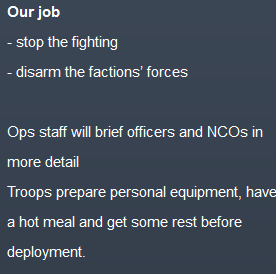 Our job
- stop the fighting
- disarm the factions’ forces
Ops staff will brief officers and NCOs in
more detail
Troops prepare personal equipment, have
a hot meal and get some rest before
deployment.